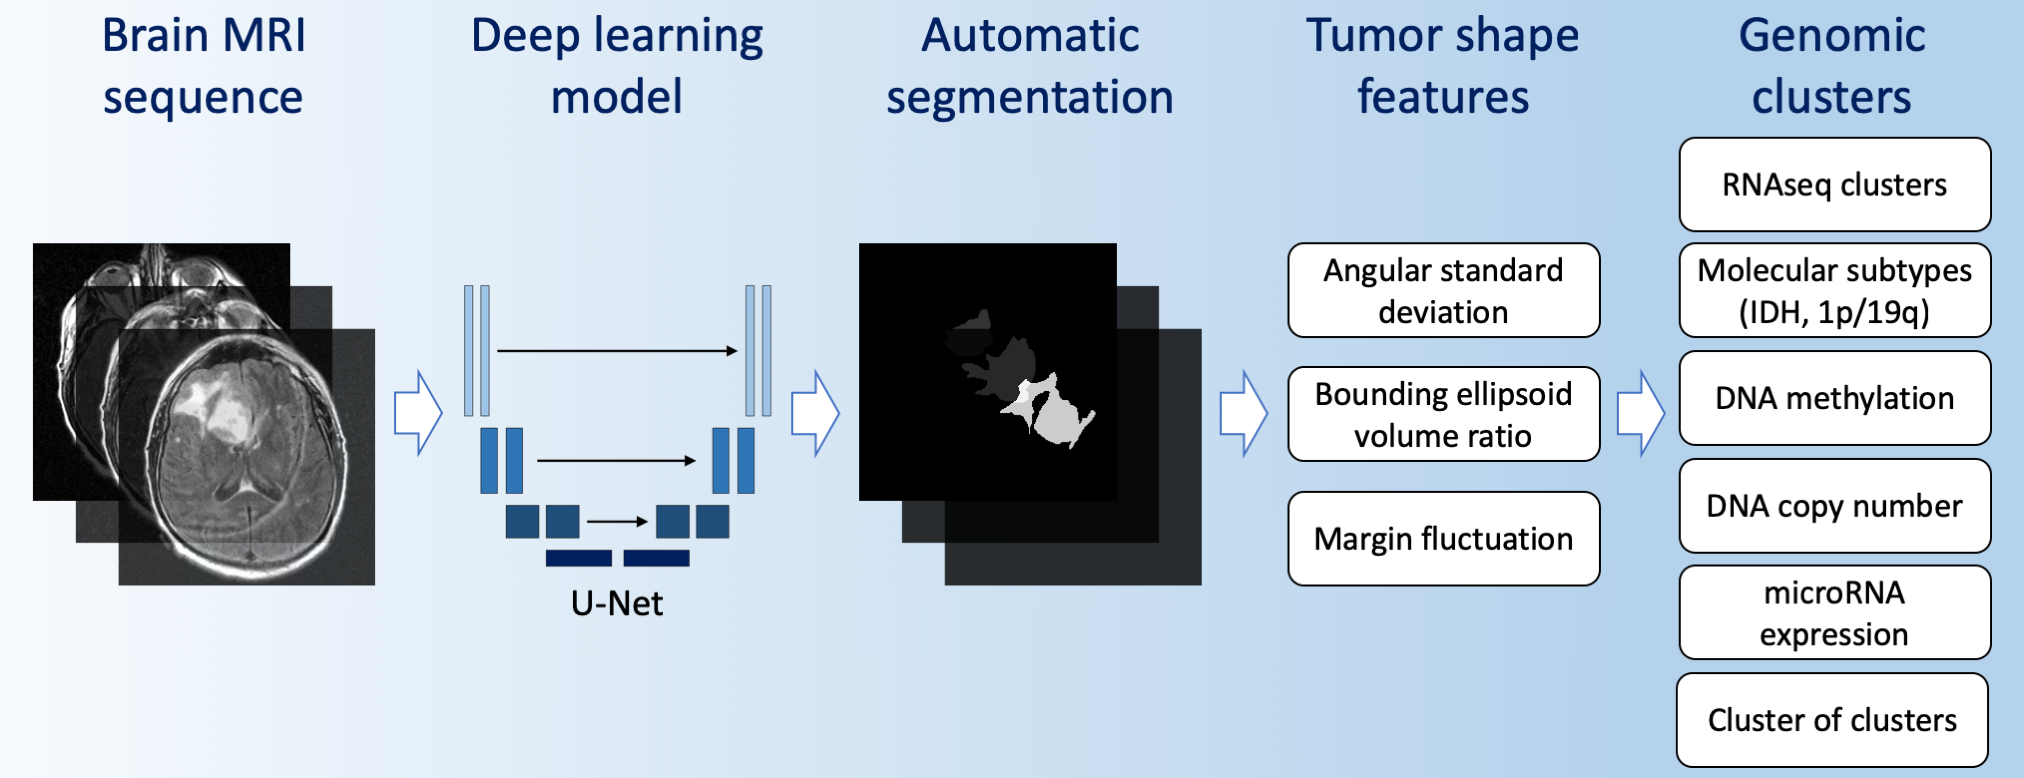 Brain MRI
sequence
Deep learning
model
Automatic
segmentation
Tumor shape
features
Genomic
clusters
U-Net
Angular standard
deviation
Bounding ellipsoid
volume ratio
Margin fluctuation
RNAseq clusters
Molecular subtypes
(IDH, 1p/19q)
DNA methylation
DNA copy number
microRNA
expression
Cluster of clusters